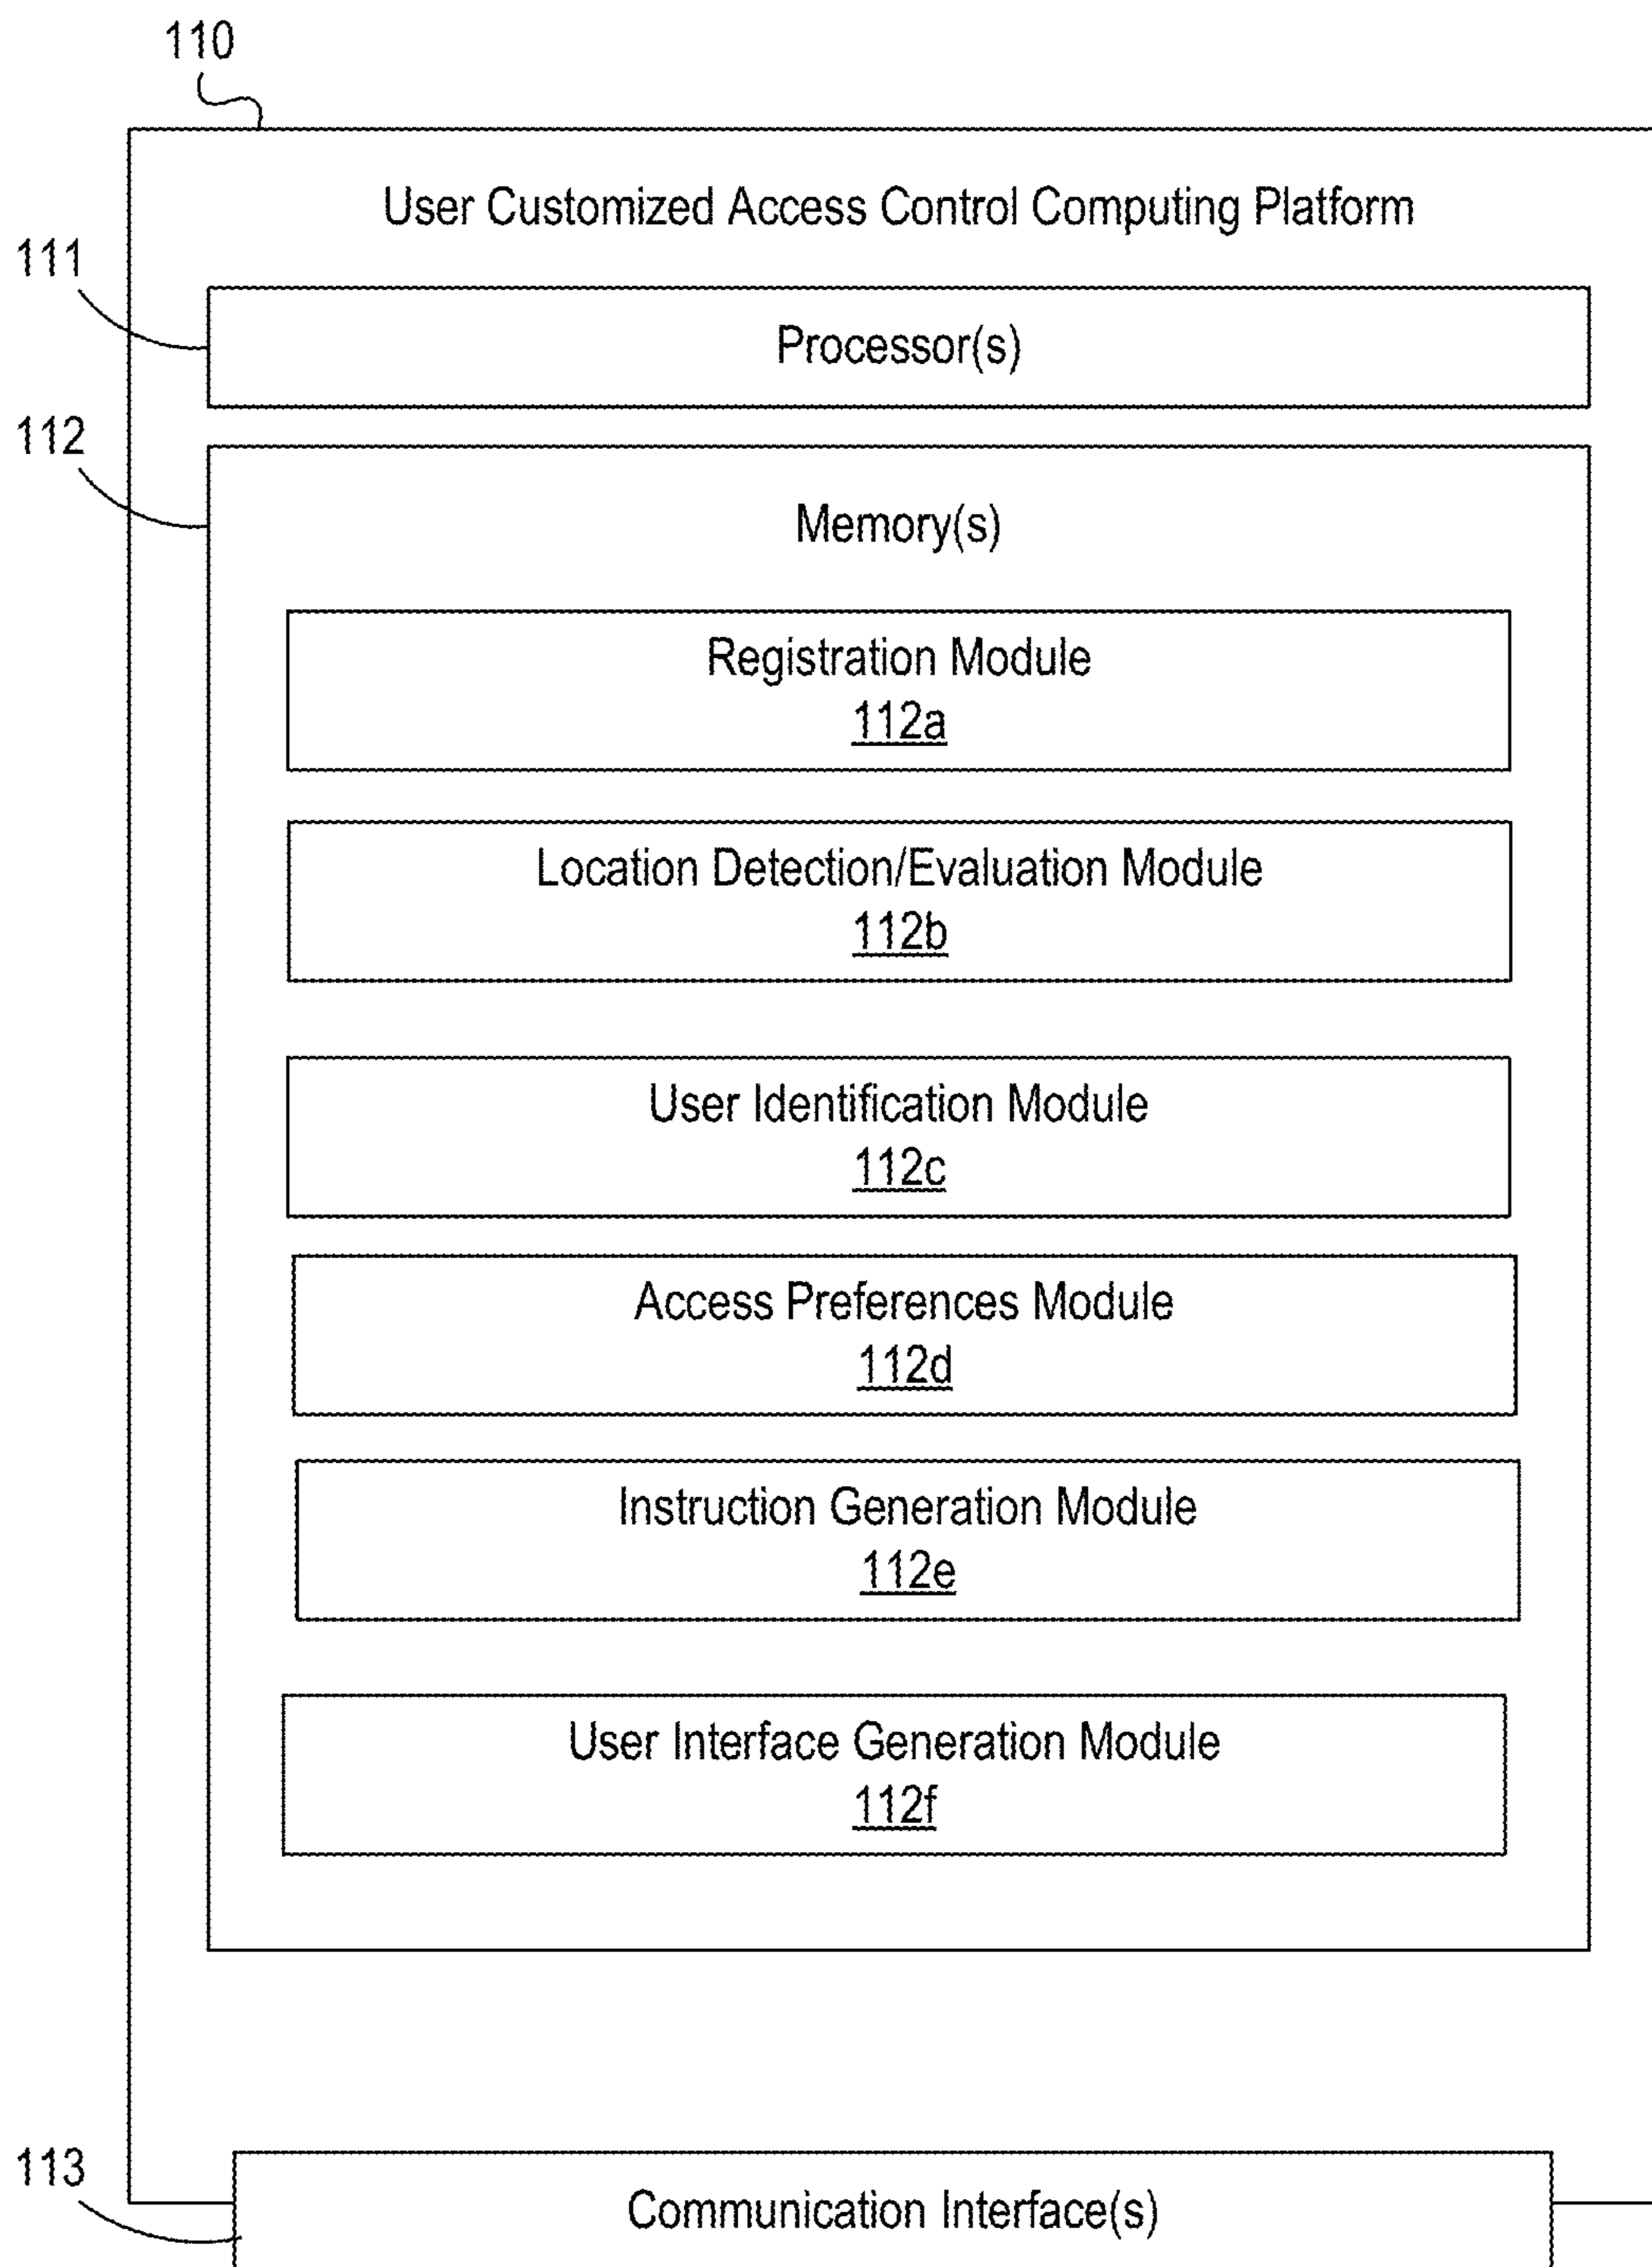 110
User Customized Access Control Computing Platform
111
Processor(s)
112
Memory(s)
Registration Module
112a
Location Detection/Evaluation Module
112b
User Identification Module
112c
Access Preferences Module
112d
Instruction Generation Module
112e
User Interface Generation Module
112f
113
Communication Interface(s)